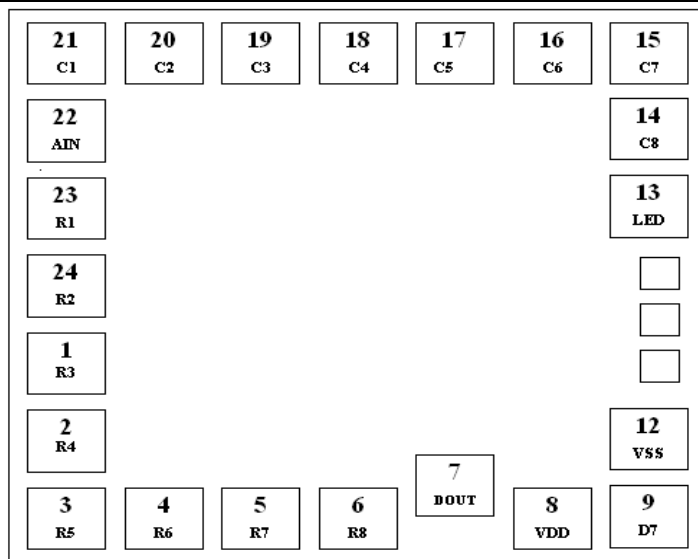 21 20 19 18 17 16 15
C1 C2 C3 C4 C5 C6 C7
22 14
AIN C8
23 13
R1 LED
24
R2
1
R3
2 12
R4 VSS
7
DOUT
3 4 5 6 8 9
R5 R6 R7 R8 VDD D7